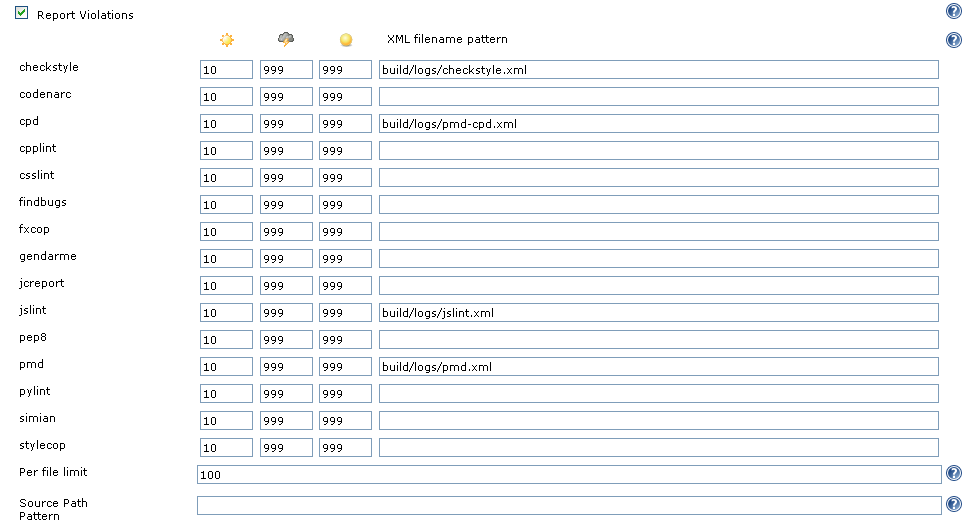 Report Violations
XML filename pattern
checkstyle 10 999 999 build/logs/checkstyle.xml
codenarc 10 999 999
cpd 10 999 999 build/logs/pmd-cpd.xml
cpplint 10 999 999
csslint 10 999 999
findbugs 10 999 999
fxcop 10 999 999
gendarme 10 999 999
jcreport 10 999 999
jslint 10 999 999 build/logs/jslint.xml
pep8 10 999 999
pmd 10 999 999 build/logs/pmd.xml
pylint 10 999 999
simian 10 999 999
stylecop 10 999 999
Per file limit 100
Source Path
Pattern